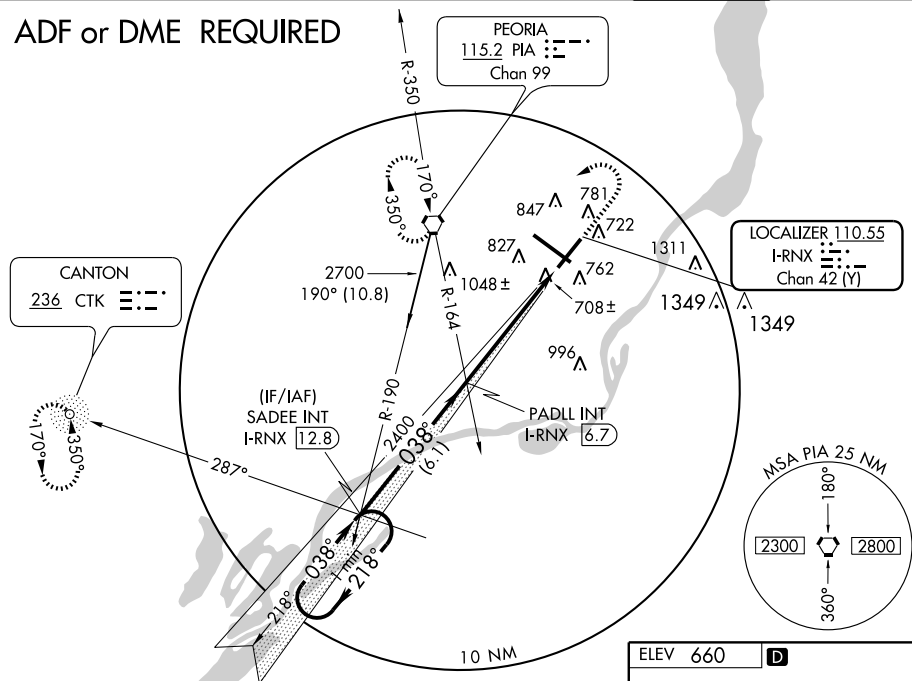 ADF or DME REQUIRED
PEORIA
115.2 PIA
Chan 99
R-350
170°
350°
847
781
722
827
762
1311
1048±
708±
1349
1349
996
LOCALIZER 110.55
I-RNX
Chan 42 (Y)
CANTON
236 CTK
2700
190° (10.8)
R-164
R-190
(IF/IAF)
SADEE INT
I-RNX 12.8
2400
038°
(6.1)
PADLL INT
I-RNX 6.7
170°
350°
287°
038°
1 min
218°
218°
10 NM
MSA PIA 25 NM
180°
2300
2800
360°
ELEV 660 D